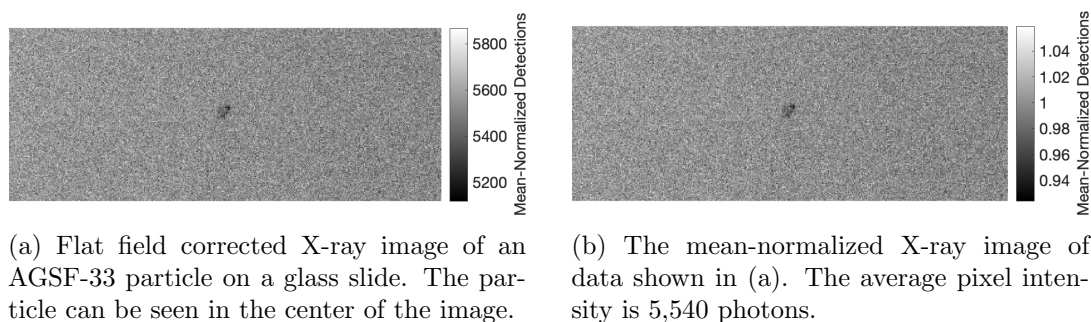 5800
5600
5400
5200
Mean-Normalized Detections
1.04
1.02
1
0.98
0.96
0.94
Mean-Normalized Detections
(a) Flat field corrected X-ray image of an
AGSF-33 particle on a glass slide. The par-
ticle can be seen in the center of the image.
(b) The mean-normalized X-ray image of
data shown in (a). The average pixel inten-
sity is 5,540 photons.